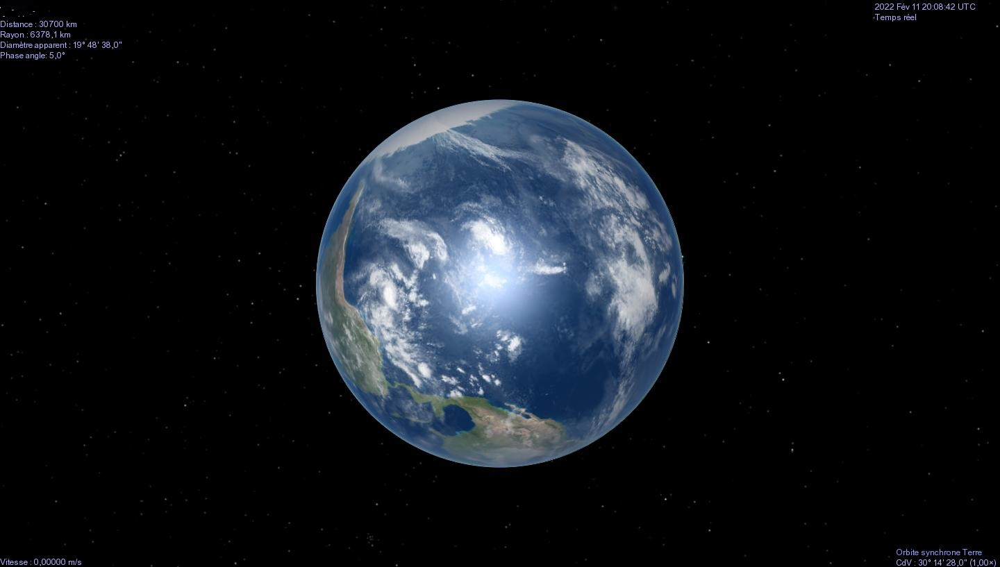 Distance : 30700 km
Rayon : 6378,1 km
Diamètre apparent : 19° 48' 38,0"
Phase angle: 5,0°
2022 Fév 11 20:08:42 UTC
Temps réel
Vitesse : 0,00000 m/s
Orbite synchrone Terre
CdV : 30° 14' 28,0" (1,00×)